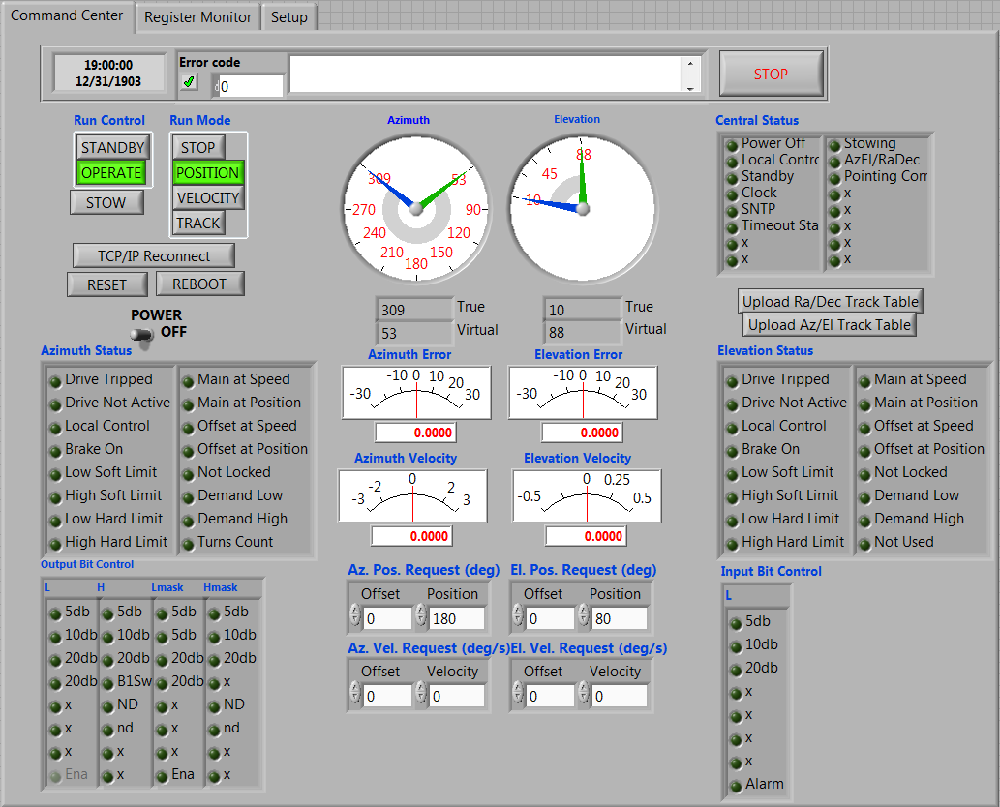 Command Center
Register Monitor
Setup
19:00:00
12/31/1903
Error code
0
STOP
Run Control
STANDBY
OPERATE
STOW
Run Mode
STOP
POSITION
VELOCITY
TRACK
TCP/IP Reconnect
RESET
REBOOT
POWER
OFF
Azimuth
309
53
270
90
240
120
210
150
180
309
True
53
Virtual
Elevation
88
45
10
10
True
88
Virtual
Central Status
Power Off
Local Contro
Standby
Clock
SNTP
Timeout Sta
x
x
Stowing
AzEl/RaDec
Pointing Corr
x
x
x
x
x
Upload Ra/Dec Track Table
Upload Az/El Track Table
Azimuth Status
Drive Tripped
Drive Not Active
Local Control
Brake On
Low Soft Limit
High Soft Limit
Low Hard Limit
High Hard Limit
Main at Speed
Main at Position
Offset at Speed
Offset at Position
Not Locked
Demand Low
Demand High
Turns Count
Azimuth Error
-30 -10 0 10 20 30
0.0000
Azimuth Velocity
-3 -2 0 2 3
0.0000
Elevation Error
-30 -10 0 10 20 30
0.0000
Elevation Velocity
-0.5 0 0.25 0.5
0.0000
Elevation Status
Drive Tripped
Drive Not Active
Local Control
Brake On
Low Soft Limit
High Soft Limit
Low Hard Limit
High Hard Limit
Main at Speed
Main at Position
Offset at Speed
Offset at Position
Not Locked
Demand Low
Demand High
Not Used
Output Bit Control
L H Lmask Hmask
5db 5db 5db 5db
10db 10db 5db 10db
20db 20db 20db 20db
20db B1Sw 20db x
x ND x ND
x nd x nd
x x x x
Ena x Ena x
Az. Pos. Request (deg)
Offset Position
0 180
Az. Vel. Request (deg/s)
Offset Velocity
0 0
El. Pos. Request (deg)
Offset Position
0 80
El. Vel. Request (deg/s)
Offset Velocity
0 0
Input Bit Control
L
5db
10db
20db
x
x
x
x
Alarm